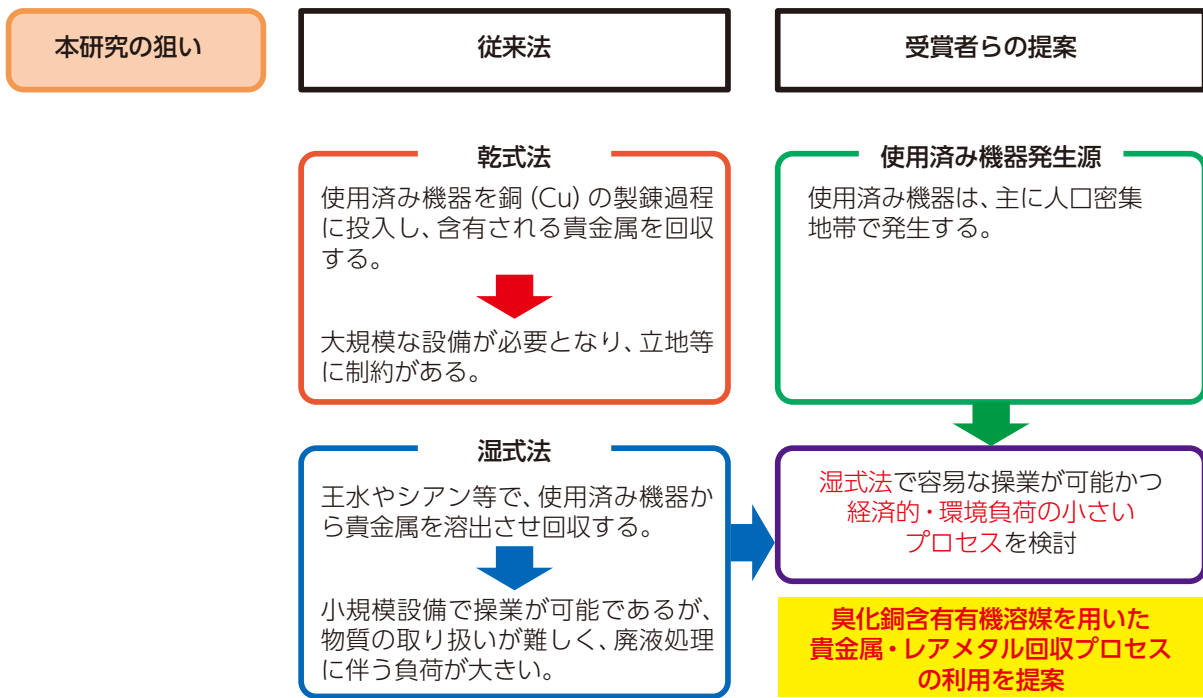 本研究の狙い
従来法
受賞者らの提案
乾式法
使用済み機器を銅 (Cu) の製錬過程
に投入し、含有される貴金属を回収
する。
大規模な設備が必要となり、立地等
に制約がある。
湿式法
王水やシアン等で、使用済み機器か
ら貴金属を溶出させ回収する。
小規模設備で操業が可能であるが、
物質の取り扱いが難しく、廃液処理
に伴う負荷が大きい。
使用済み機器発生源
使用済み機器は、主に人口密集
地帯で発生する。
湿式法で容易な操業が可能かつ
経済的・環境負荷の小さい
プロセスを検討
臭化銅含有有機溶媒を用いた
貴金属・レアメタル回収プロセス
の利用を提案